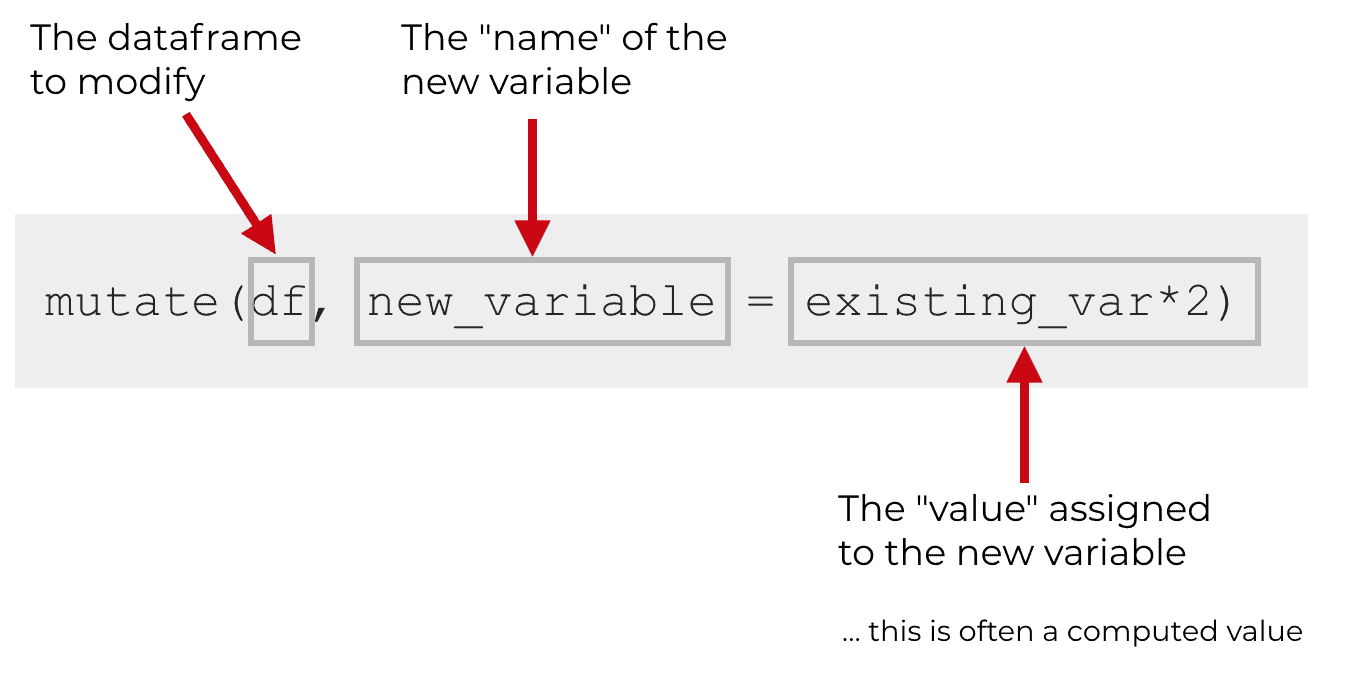 The dataframe
to modify
The "name" of the
new variable
mutate(df, new_variable = existing_var*2)
The "value" assigned
to the new variable
... this is often a computed value